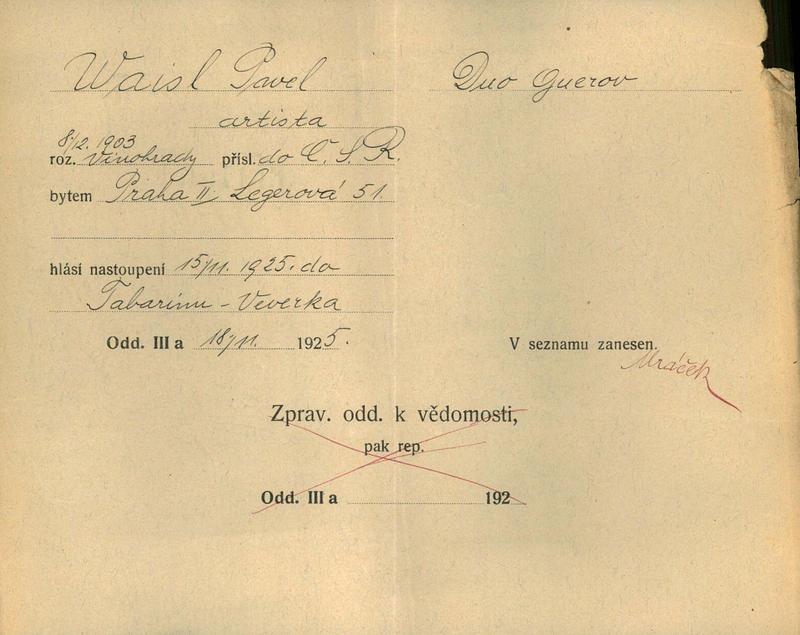 Waisl Pavel
Duo Guerov
artista
8/12. 1903
roz. Vinohrady přísl. do Č. S. R.
bytem Praha II. Legerová 51.
hlásí nastoupení 15/11. 1925. do
Tabarinu - Veverka
Odd. III a 18/11. 1925.
V seznamu zanesen.
Mráček
Zprav. odd. k vědomosti,
pak rep.
Odd. III a 192